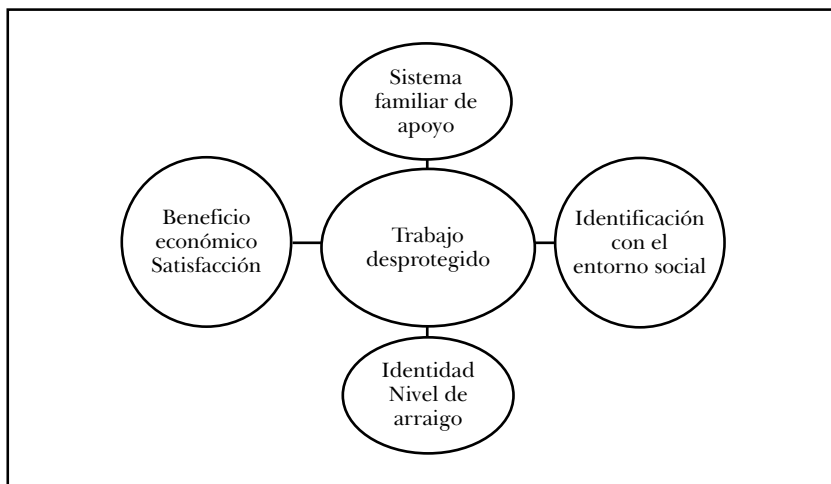 Sistema
familiar de
apoyo
Beneficio
económico
Satisfacción
Trabajo
desprotegido
Identificación
con el
entorno social
Identidad
Nivel de
arraigo